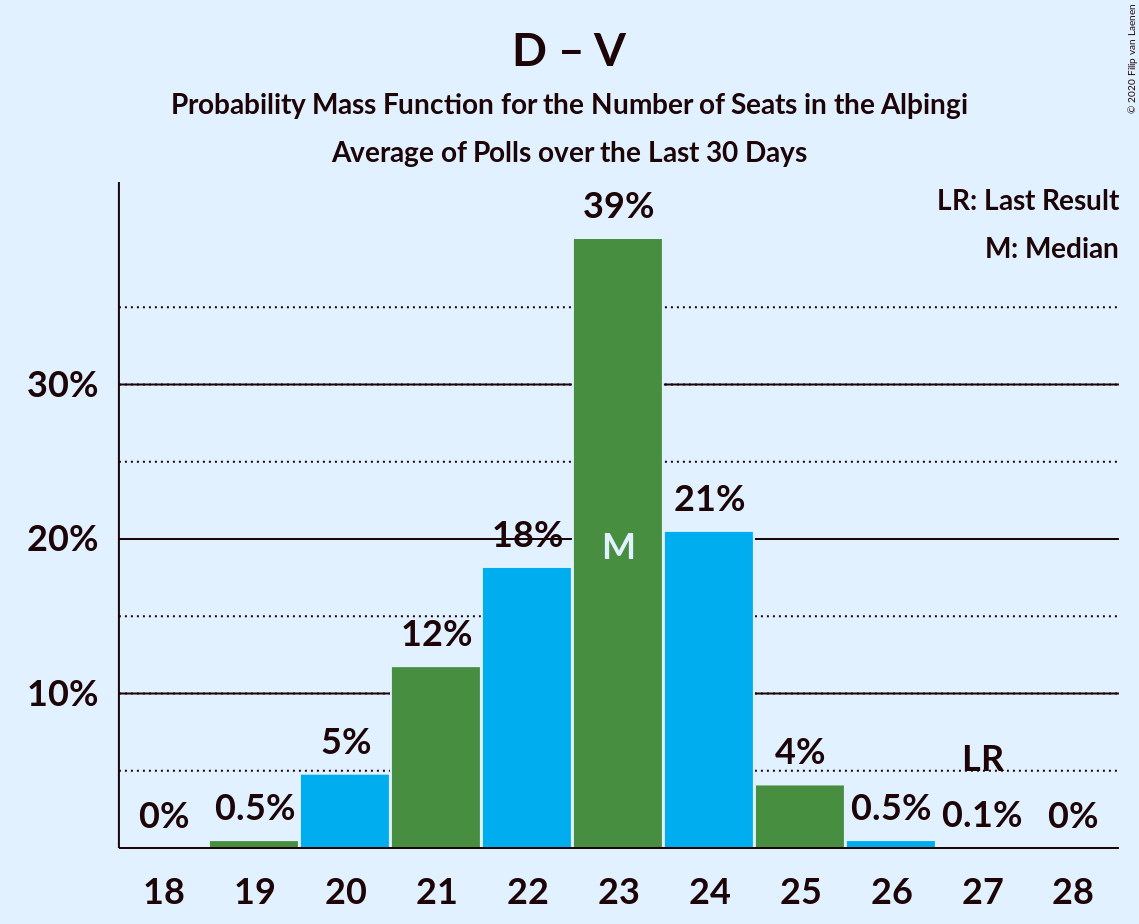 D – V
Probability Mass Function for the Number of Seats in the Alþingi
Average of Polls over the Last 30 Days
© 2020 Filip van Laenen
LR: Last Result
M: Median
39%
30%
21%
20%
18%
M
12%
10%
5%
4%
LR
0%
0.5%
0.5%
0.1%
0%
18 19 20 21 22 23 24 25 26 27 28